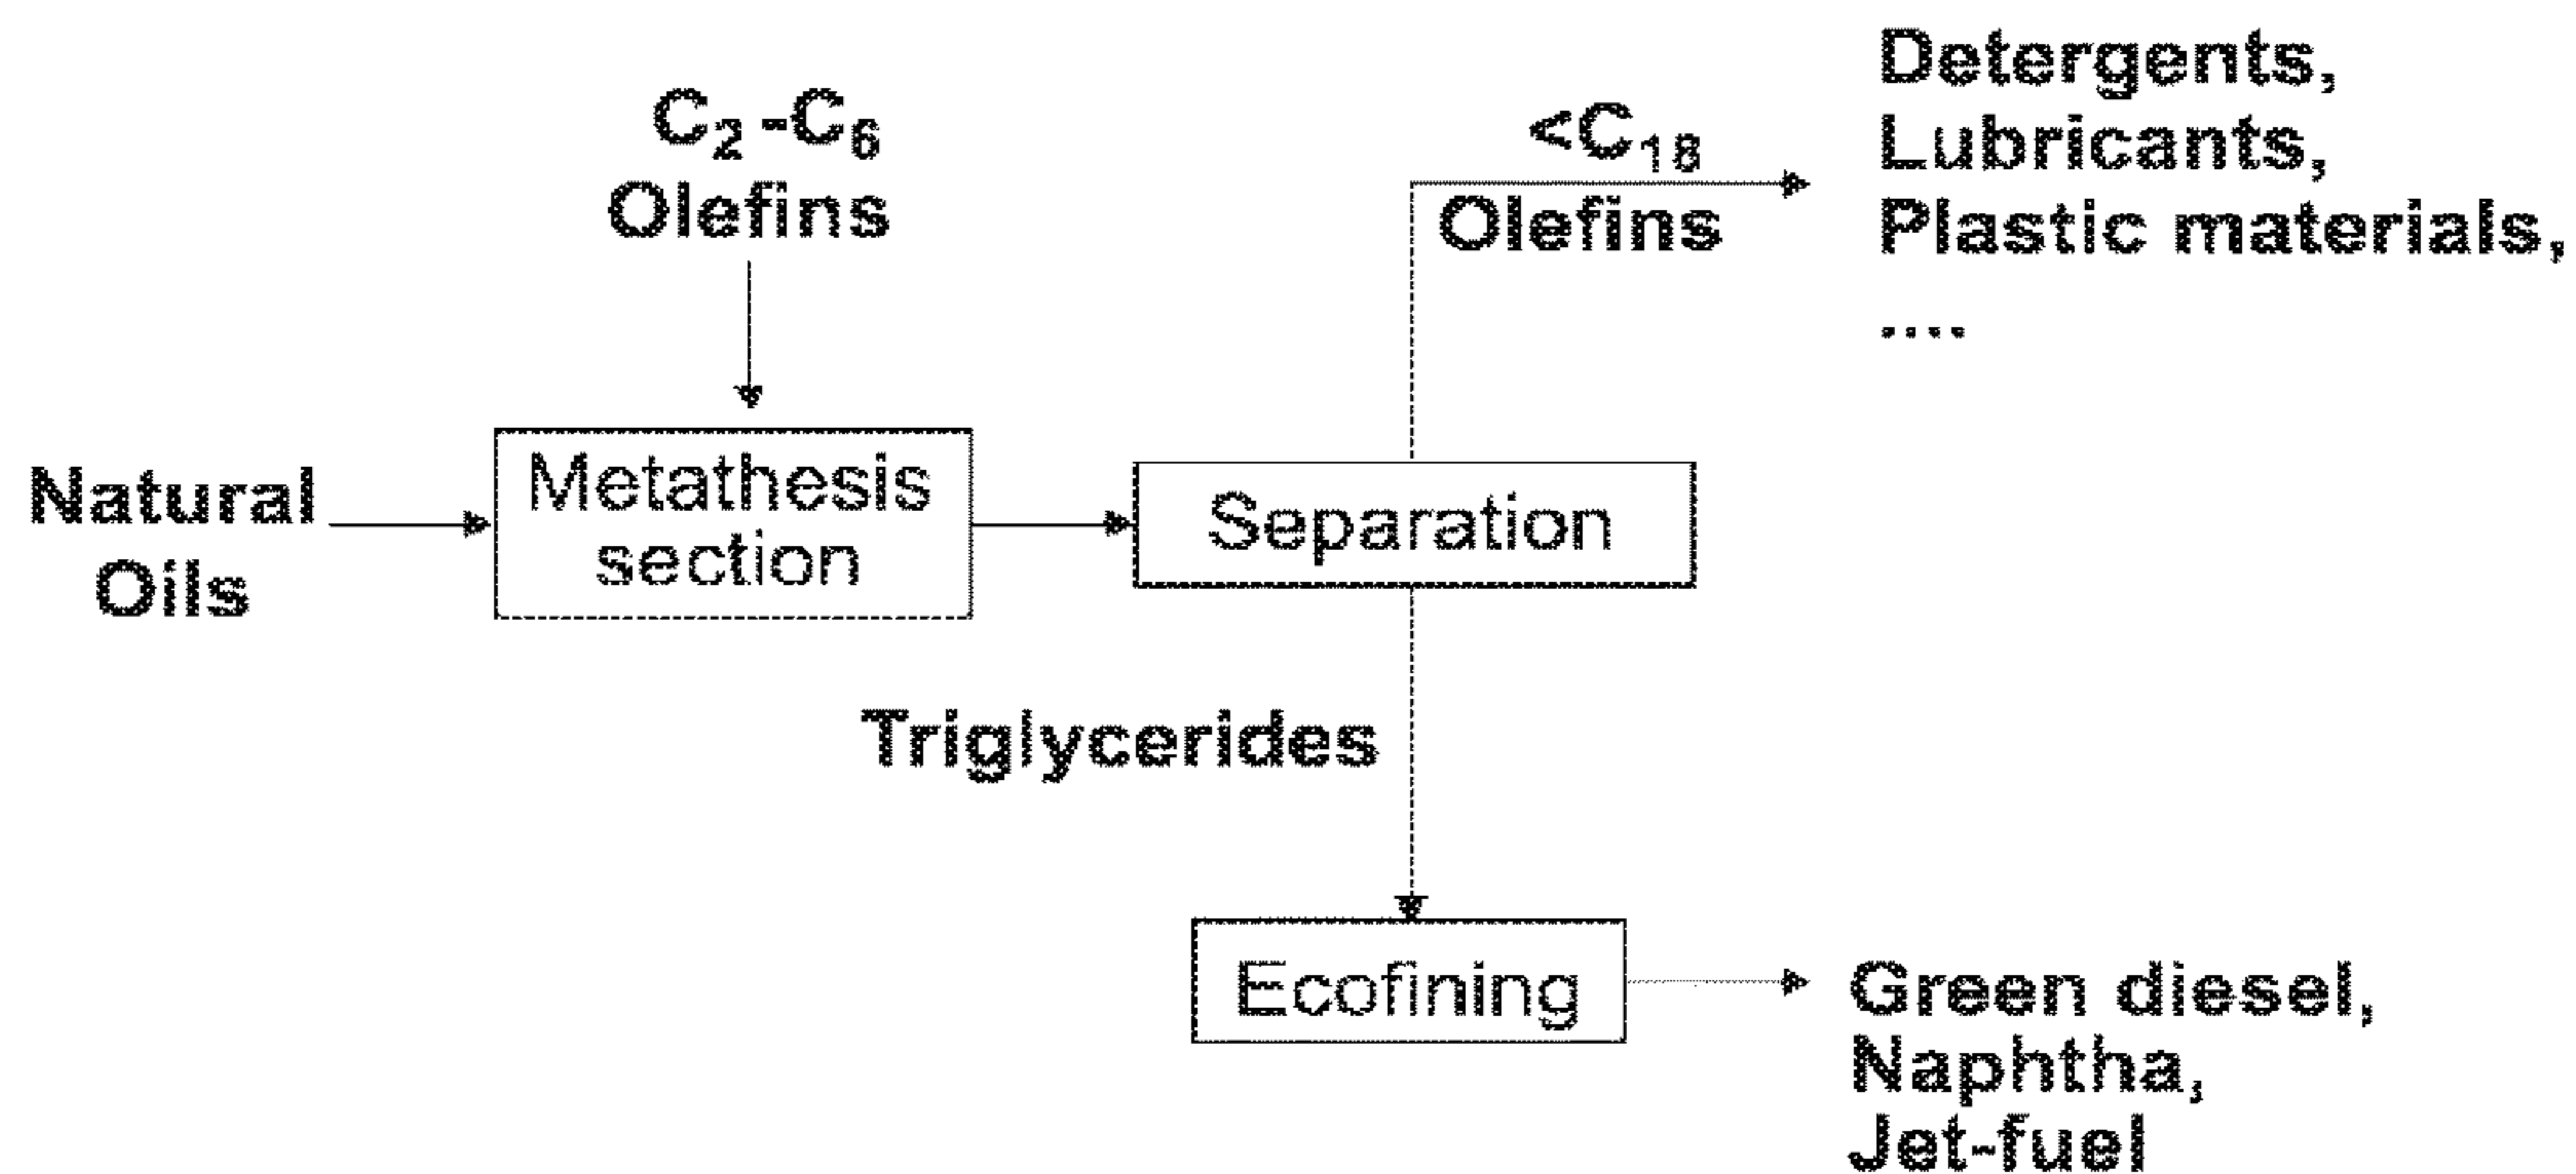 C₂-C₆
Olefins
<C₁₈
Olefins
Detergents,
Lubricants,
Plastic materials,
....
Natural
Oils
Metathesis
section
Separation
Triglycerides
Ecofining
Green diesel,
Naphtha,
Jet-fuel